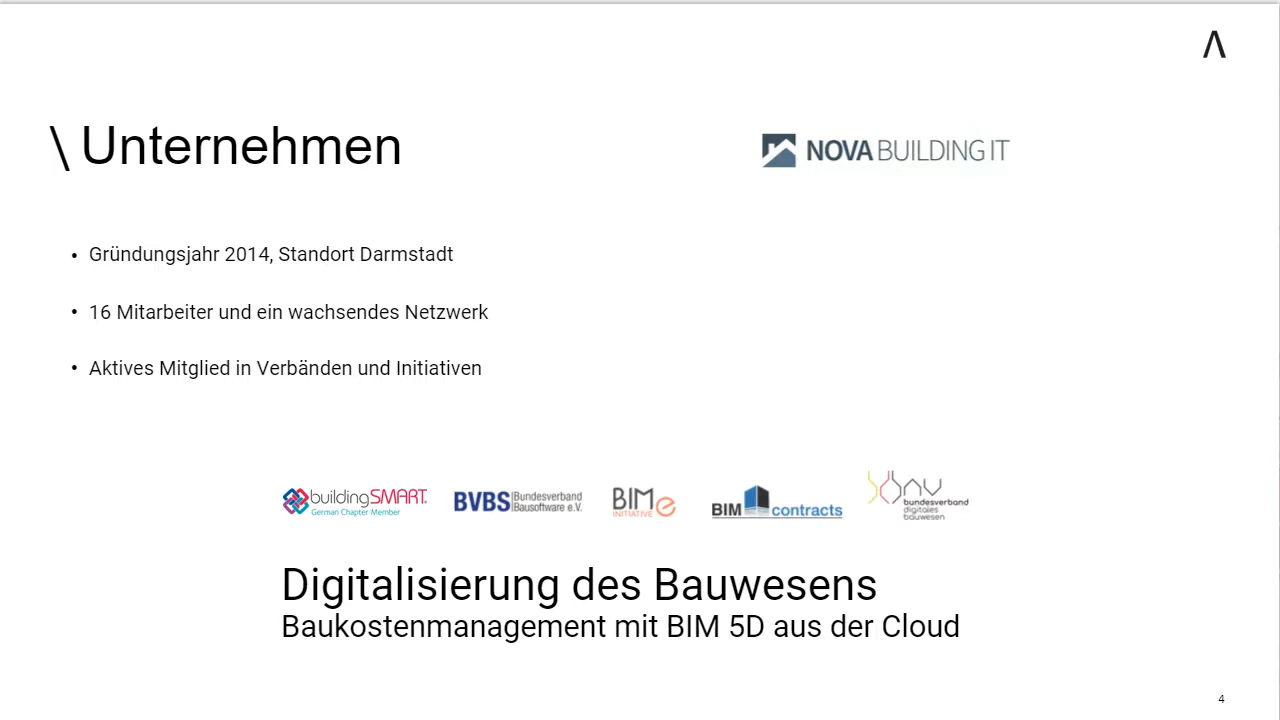 \ Unternehmen
NOVA BUILDING IT
• Gründungsjahr 2014, Standort Darmstadt
• 16 Mitarbeiter und ein wachsendes Netzwerk
• Aktives Mitglied in Verbänden und Initiativen
buildingSMART
German Chapter Member
BVBS Bundesverband
Bausoftware e.V.
BIMe
INITIATIVE
BIM contracts
bundesverband
digitales
bauwesen
Digitalisierung des Bauwesens
Baukostenmanagement mit BIM 5D aus der Cloud
4